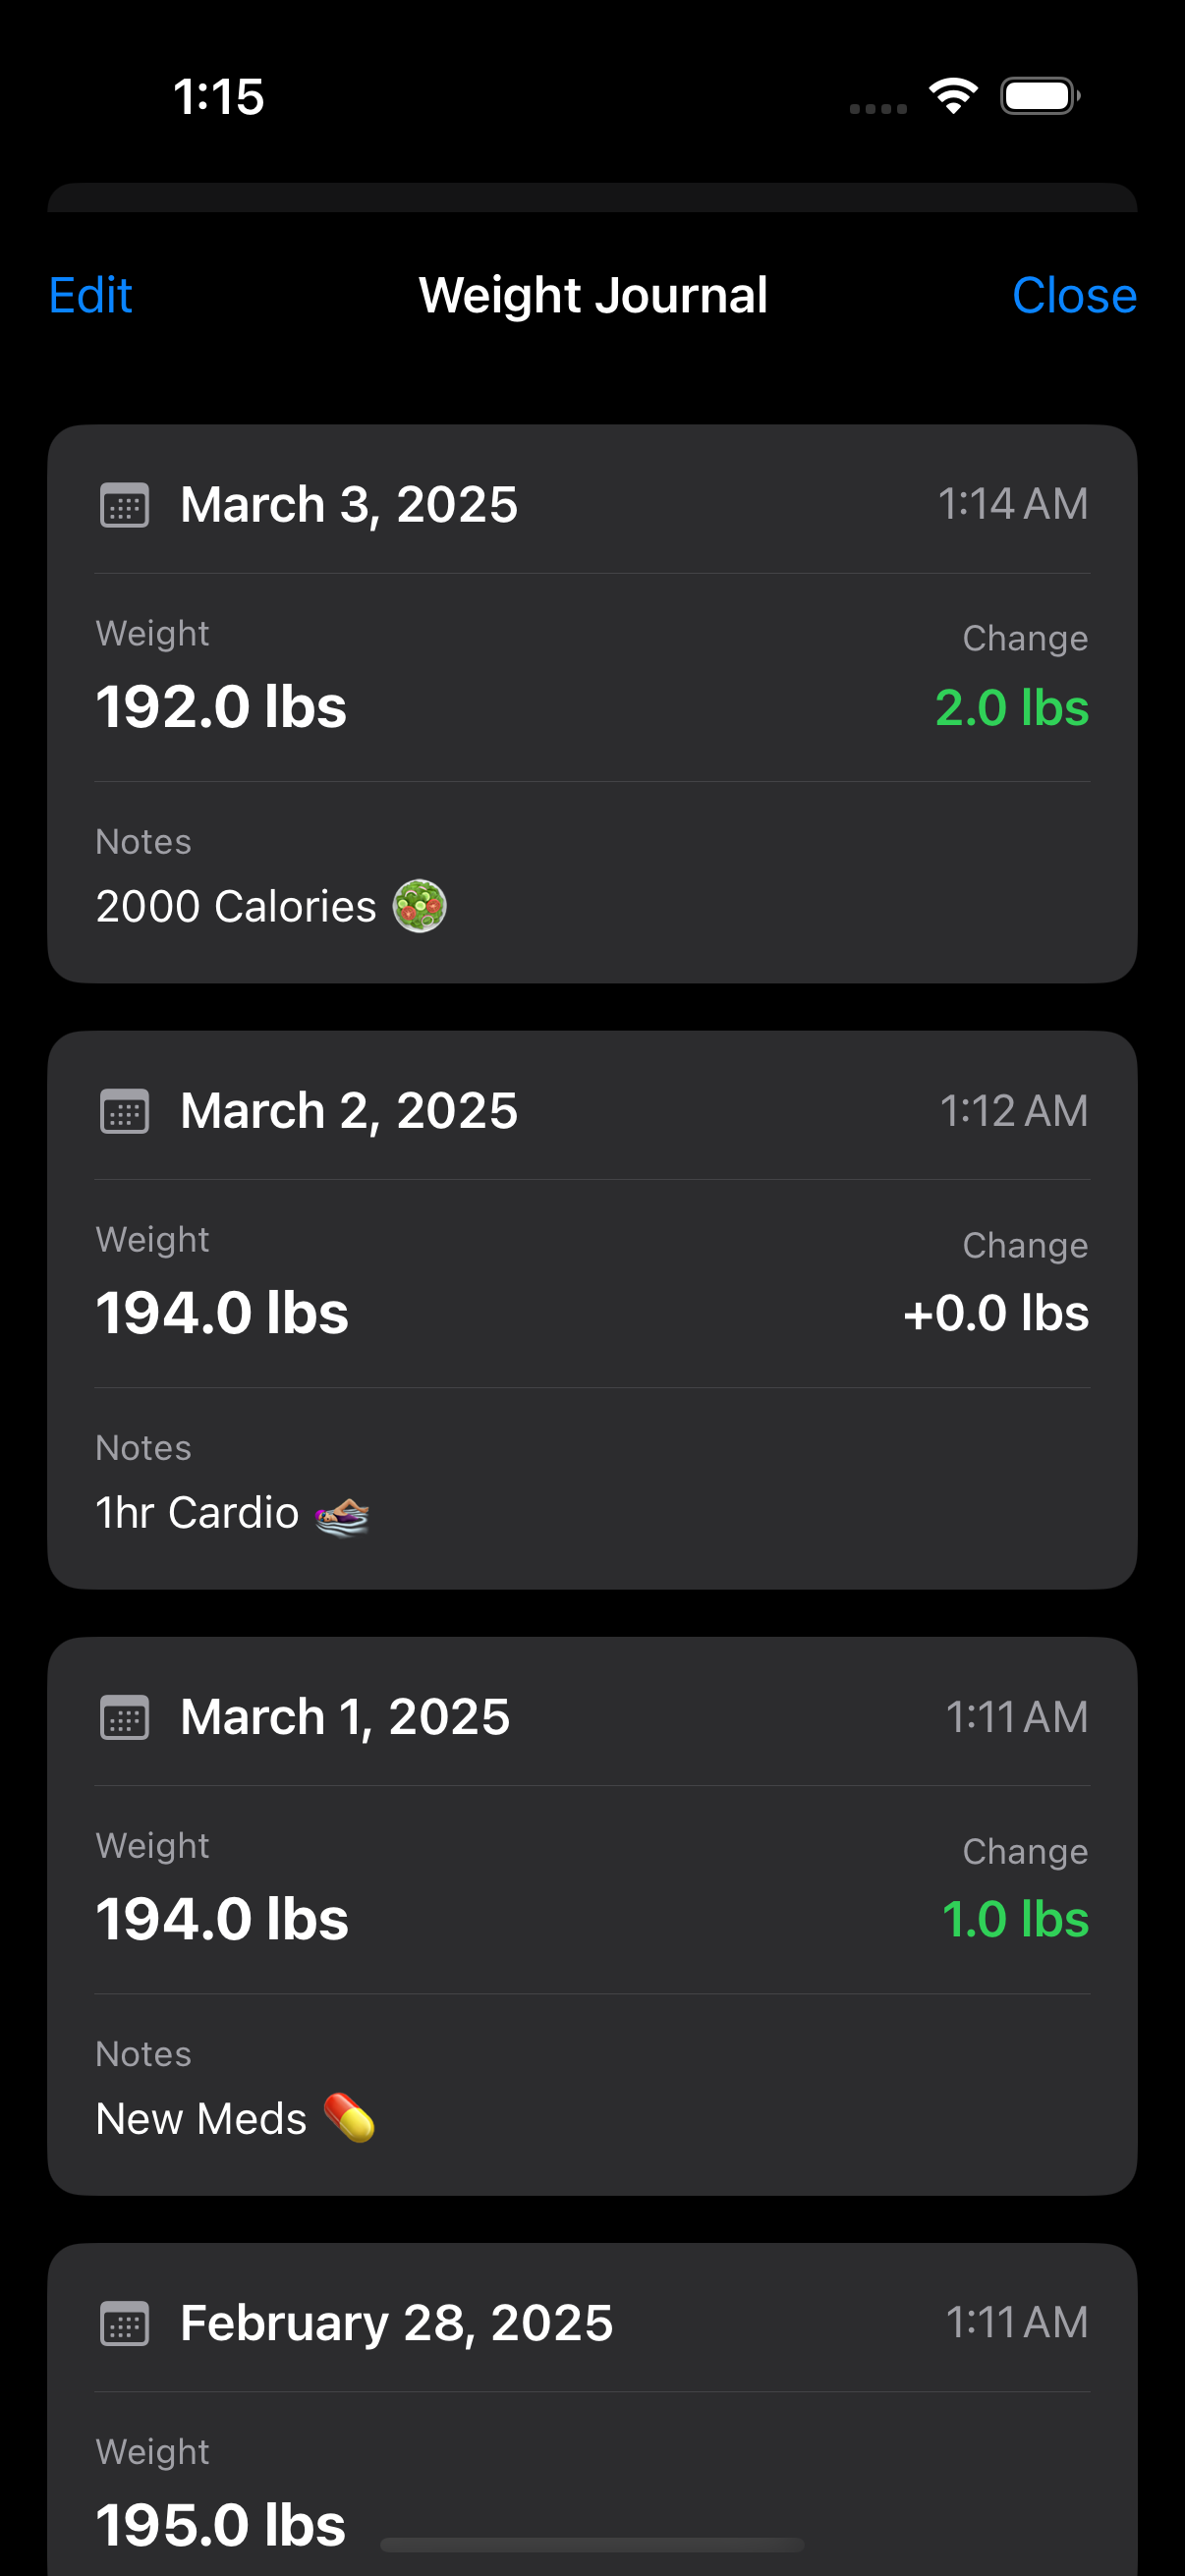 1:15
Edit Weight Journal Close
March 3, 2025 1:14 AM
Weight Change
192.0 lbs 2.0 lbs
Notes
2000 Calories 🥗
March 2, 2025 1:12 AM
Weight Change
194.0 lbs +0.0 lbs
Notes
1hr Cardio 🏊🏽‍♀️
March 1, 2025 1:11 AM
Weight Change
194.0 lbs 1.0 lbs
Notes
New Meds 💊
February 28, 2025 1:11 AM
Weight
195.0 lbs